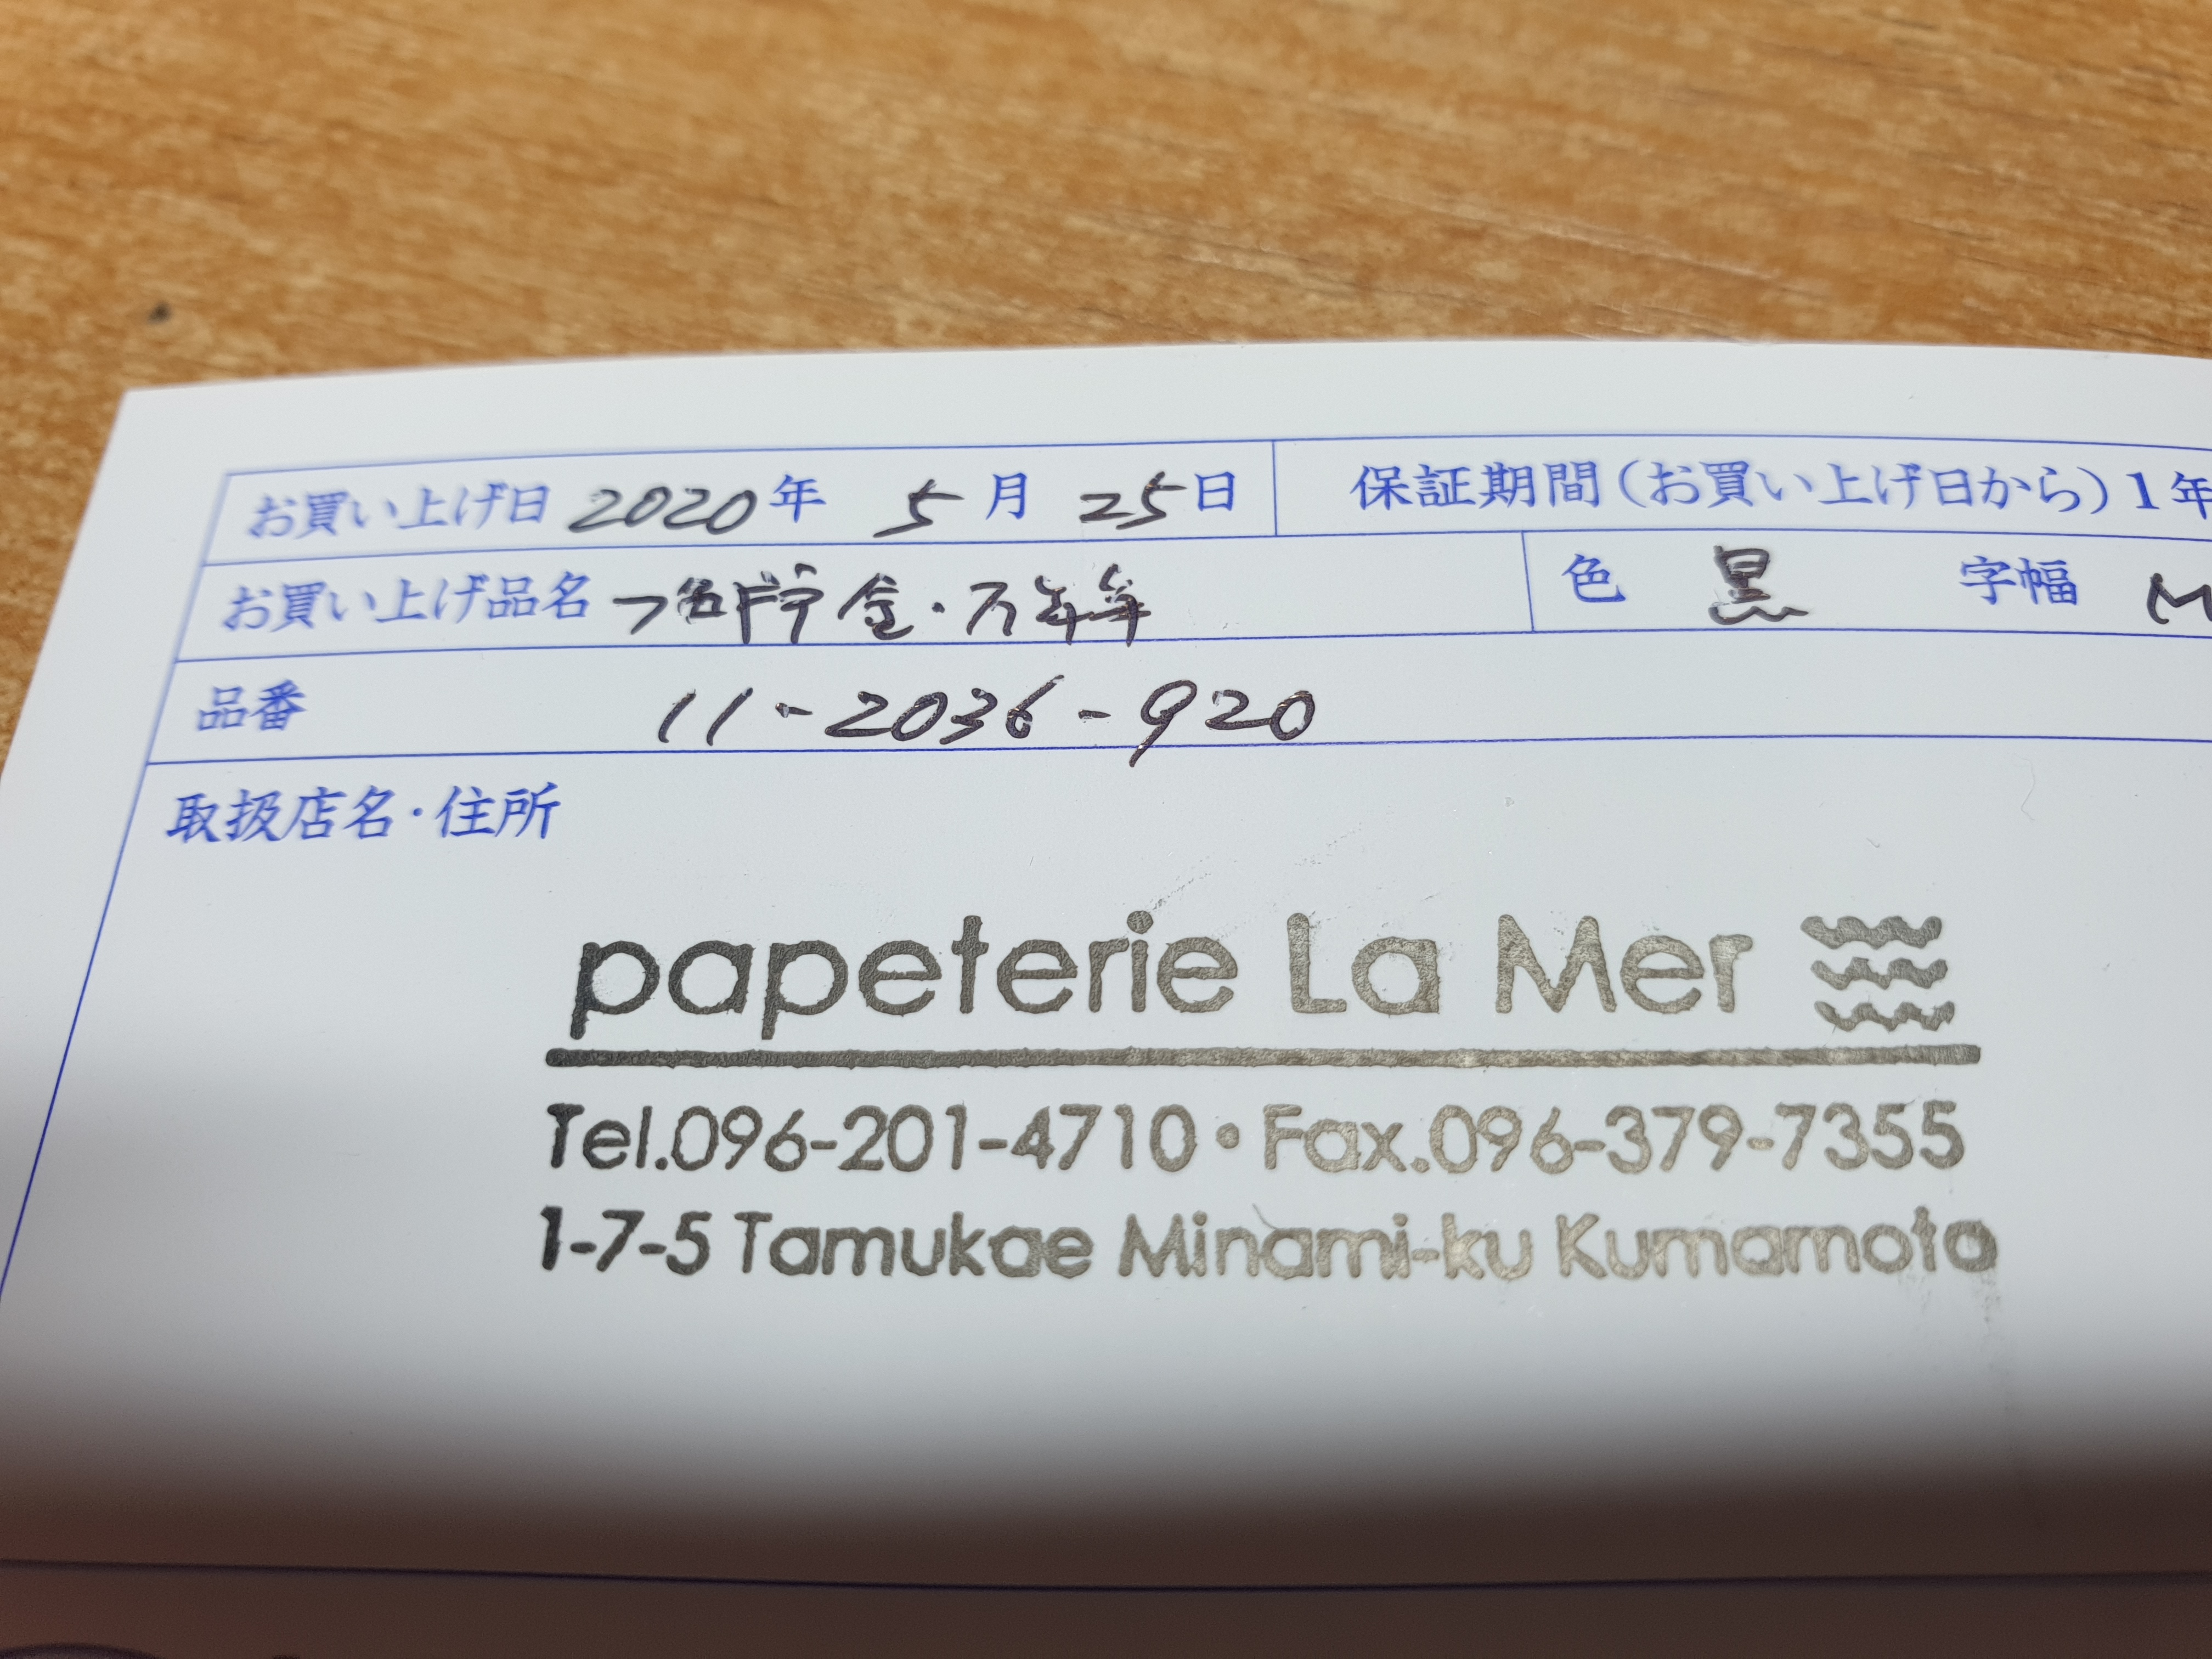 お買い上げ日 2020年 5月 25日 保証期間(お買い上げ日から)1年
お買い上げ品名 金・万年 色 黒 字幅 M
品番 11-2036-920
取扱店名・住所
papeterie La Mer
Tel.096-201-4710・Fax.096-379-7355
1-7-5 Tamukae Minami-ku Kumamoto